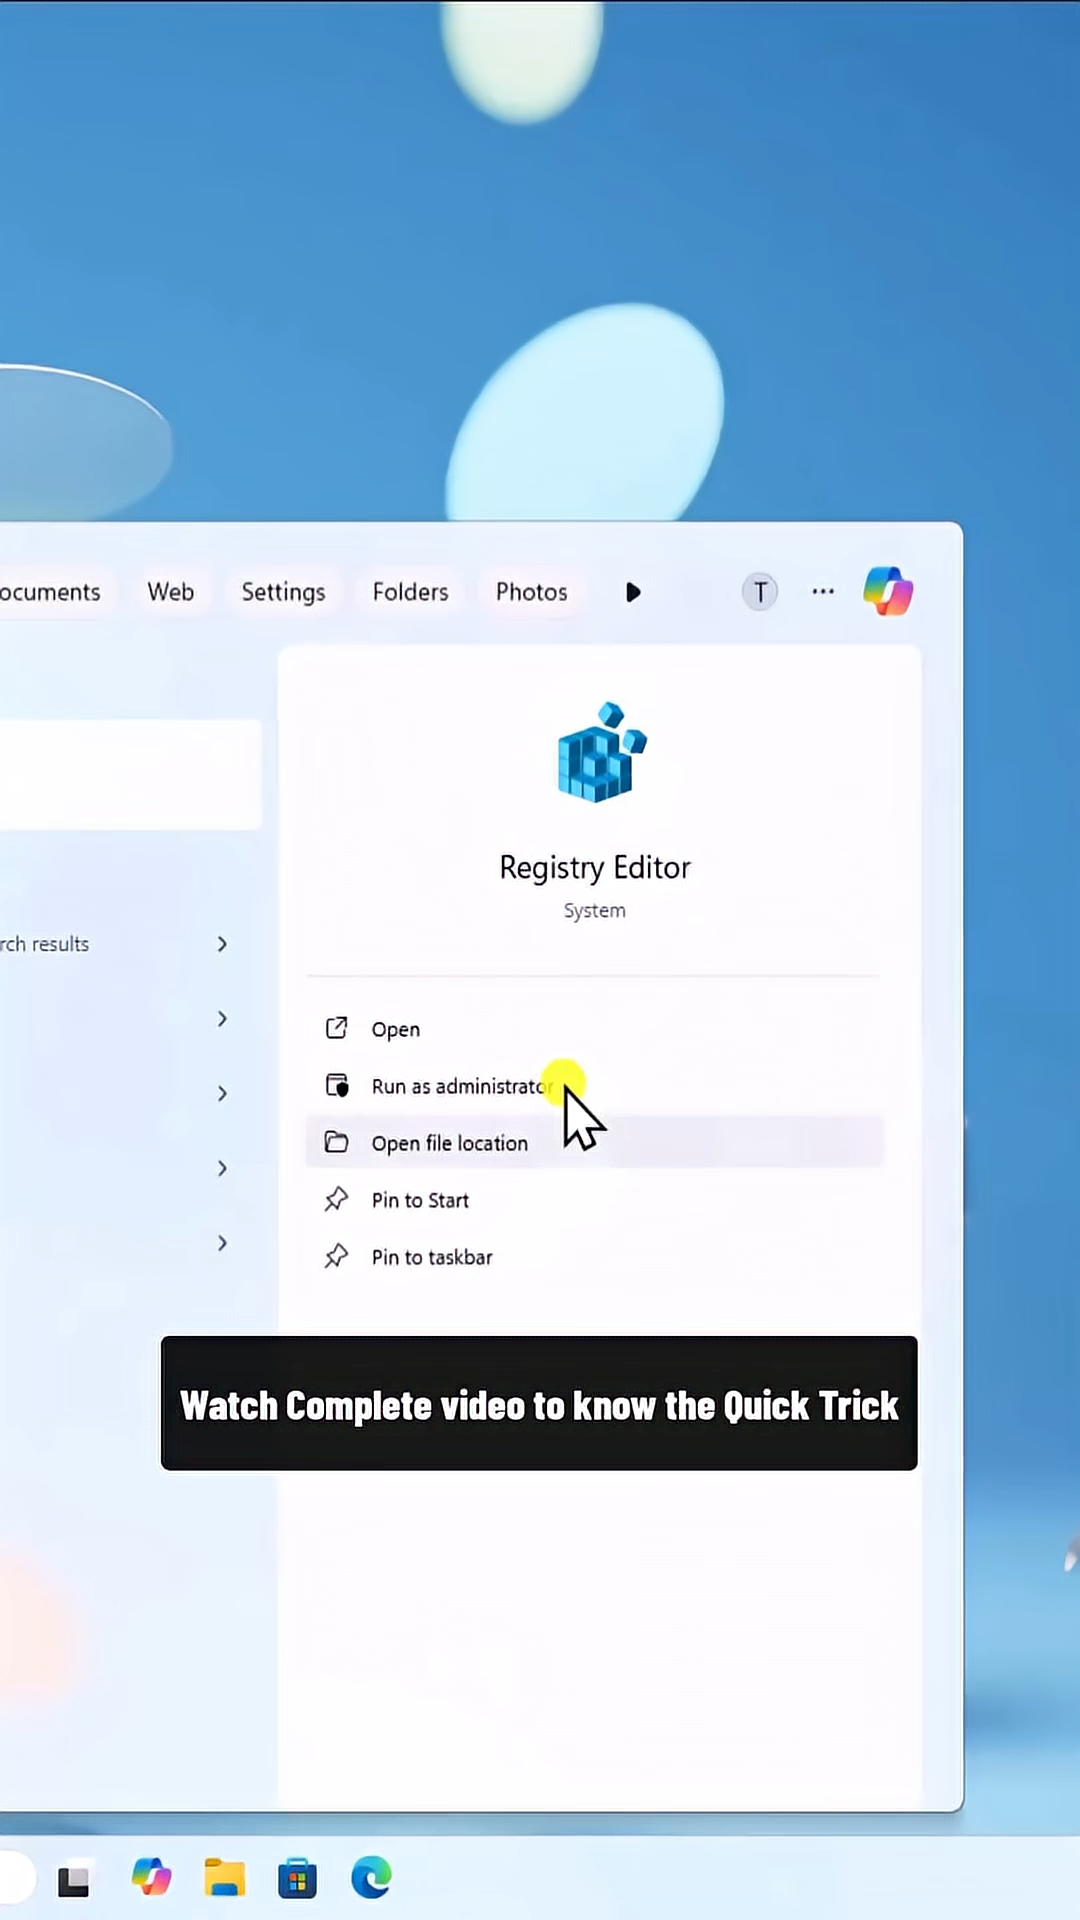 ocuments Web Settings Folders Photos T
Registry Editor
System
rch results
Open
Run as administrator
Open file location
Pin to Start
Pin to taskbar
Watch Complete video to know the Quick Trick